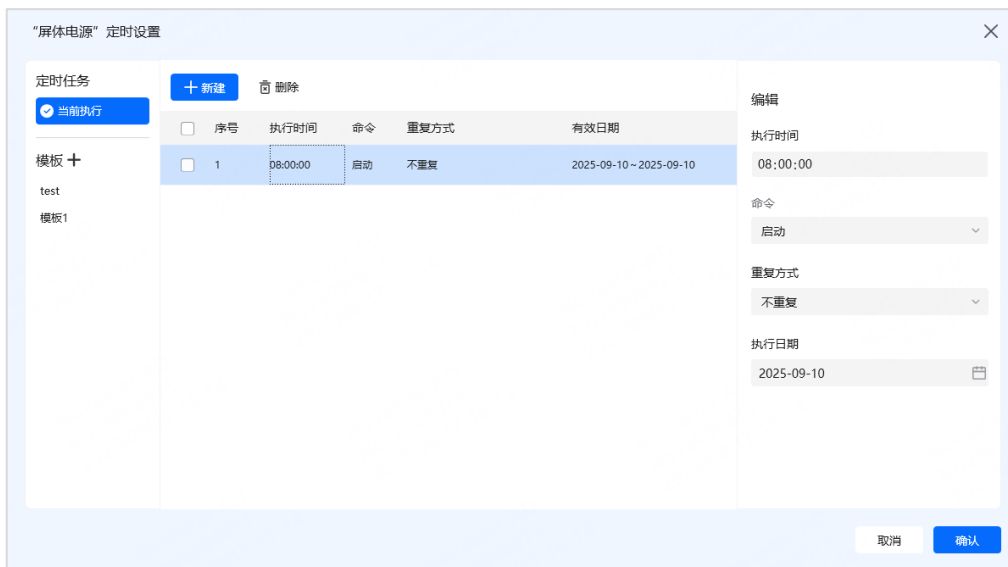 “屏体电源”定时设置
定时任务
当前执行
模板
test
模板1
新建 删除
序号 执行时间 命令 重复方式 有效日期
1 08:00:00 启动 不重复 2025-09-10~2025-09-10
编辑
执行时间
08:00:00
命令
启动
重复方式
不重复
执行日期
2025-09-10
取消 确认